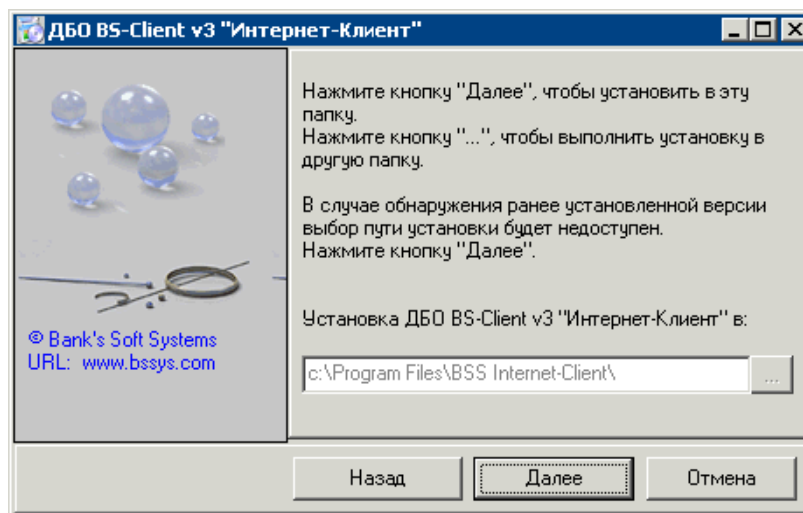 ДБО BS-Client v3 "Интернет-Клиент"
Нажмите кнопку "Далее", чтобы установить в эту
папку.
Нажмите кнопку "...", чтобы выполнить установку в
другую папку.
В случае обнаружения ранее установленной версии
выбор пути установки будет недоступен.
Нажмите кнопку "Далее".
Установка ДБО BS-Client v3 "Интернет-Клиент" в:
c:\Program Files\BSS Internet-Client\
...
© Bank's Soft Systems
URL: www.bssys.com
Назад
Далее
Отмена